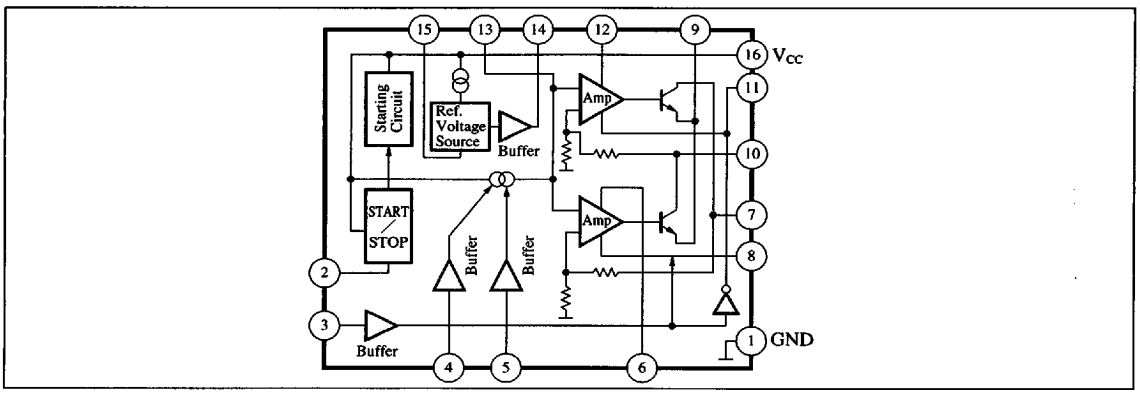 15
13
14
12
9
16
VCC
11
Starting
Circuit
Ref.
Voltage
Source
Buffer
Amp
10
START
STOP
Amp
7
8
Buffer
Buffer
2
3
Buffer
4
5
6
1
GND